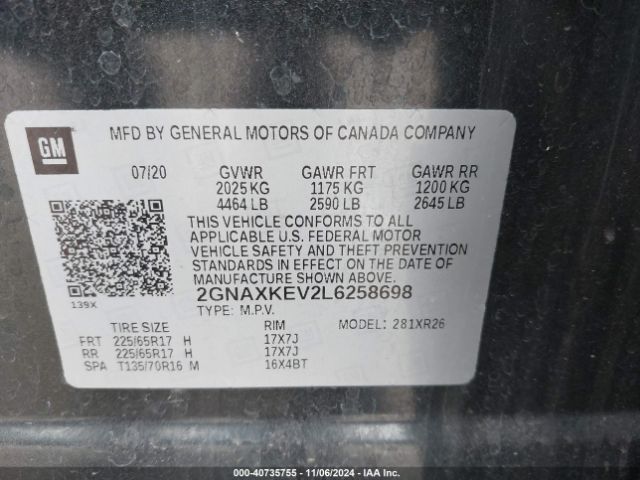 GM
MFD BY GENERAL MOTORS OF CANADA COMPANY
07/20 GVWR GAWR FRT GAWR RR
2025 KG 1175 KG 1200 KG
4464 LB 2590 LB 2645 LB
THIS VEHICLE CONFORMS TO ALL
APPLICABLE U.S. FEDERAL MOTOR
VEHICLE SAFETY AND THEFT PREVENTION
STANDARDS IN EFFECT ON THE DATE OF
MANUFACTURE SHOWN ABOVE.
139X
2GNAXKEV2L6258698
TYPE: M.P.V.
TIRE SIZE RIM MODEL: 281XR26
FRT 225/65R17 H 17X7J
RR 225/65R17 H 17X7J
SPA T135/70R16 M 16X4BT
000-40735755 - 11/06/2024 - IAA Inc.